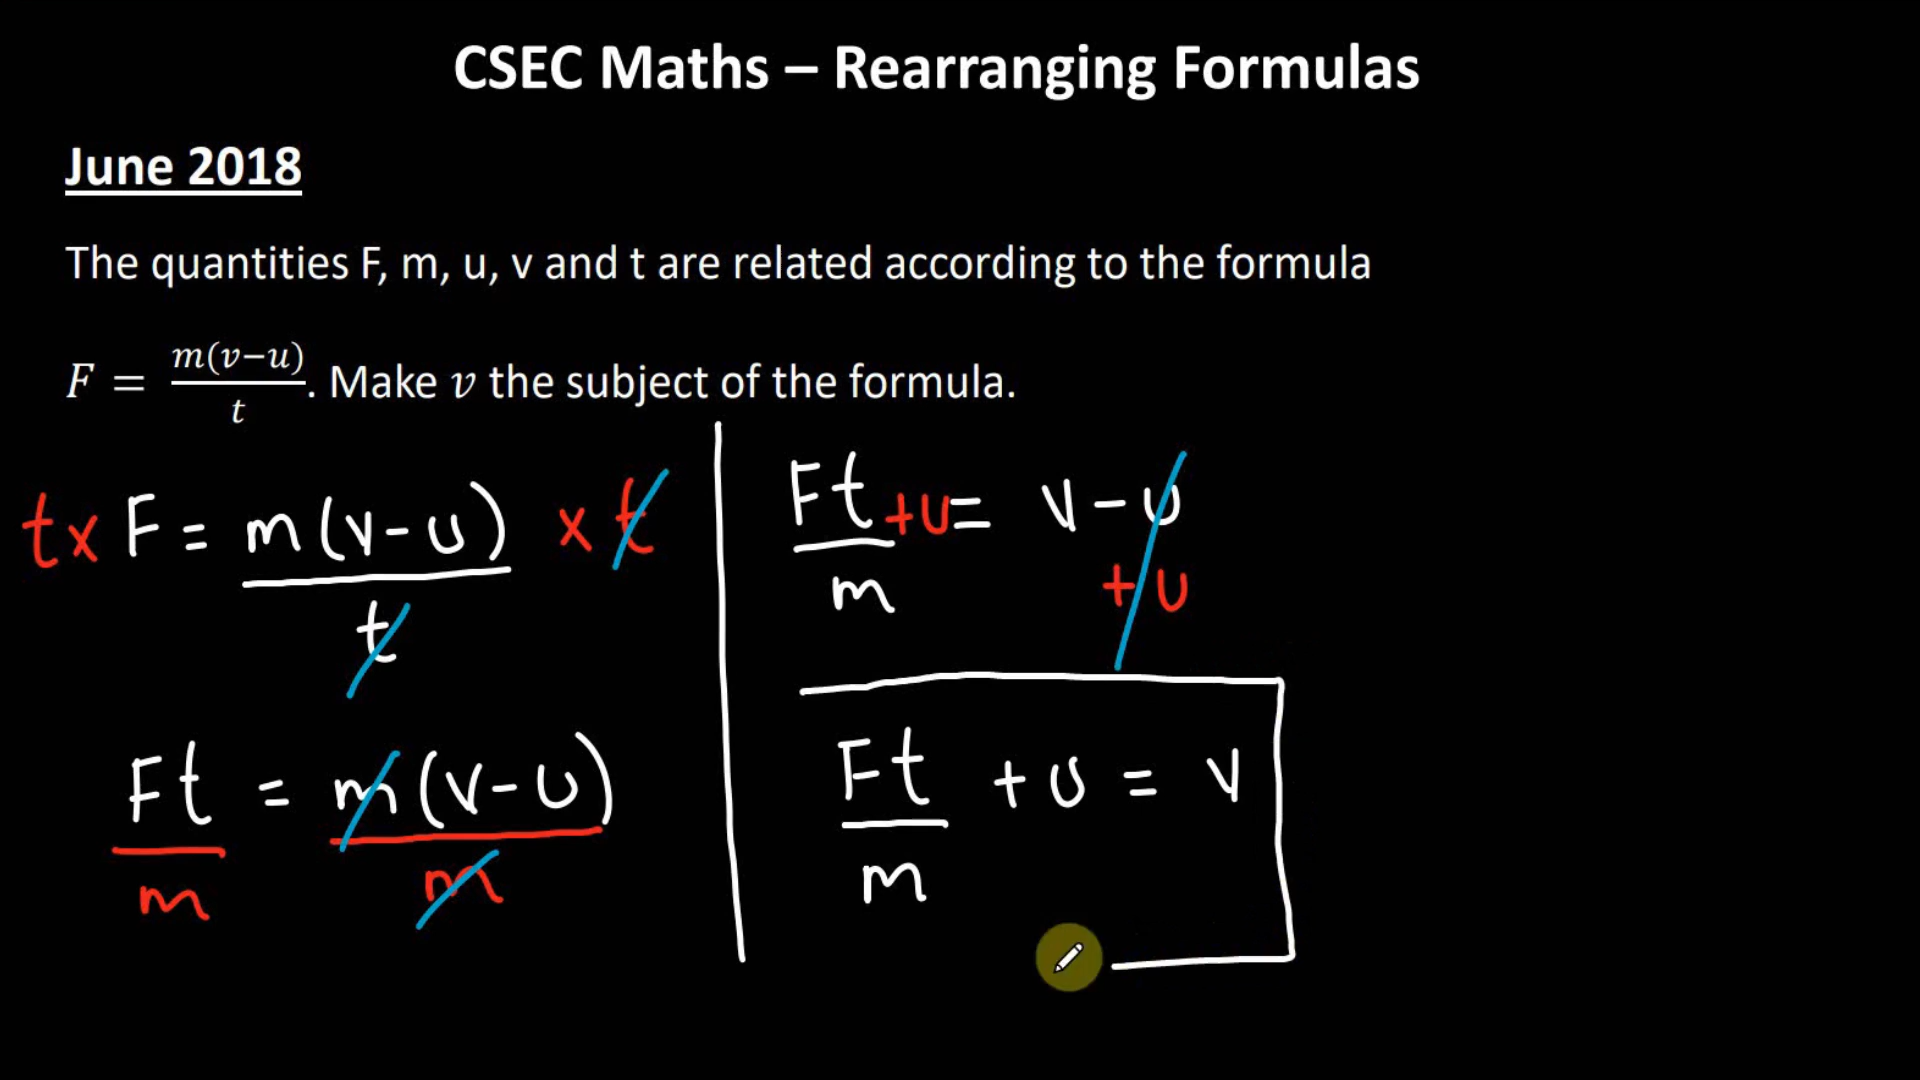 CSEC Maths – Rearranging Formulas
June 2018
The quantities F, m, u, v and t are related according to the formula
F = m(v−u)/t. Make v the subject of the formula.
t x F = m(v-u)/t x t
Ft/m = m(v-u)/m
Ft/m +u = v-u +u
Ft/m + u = v